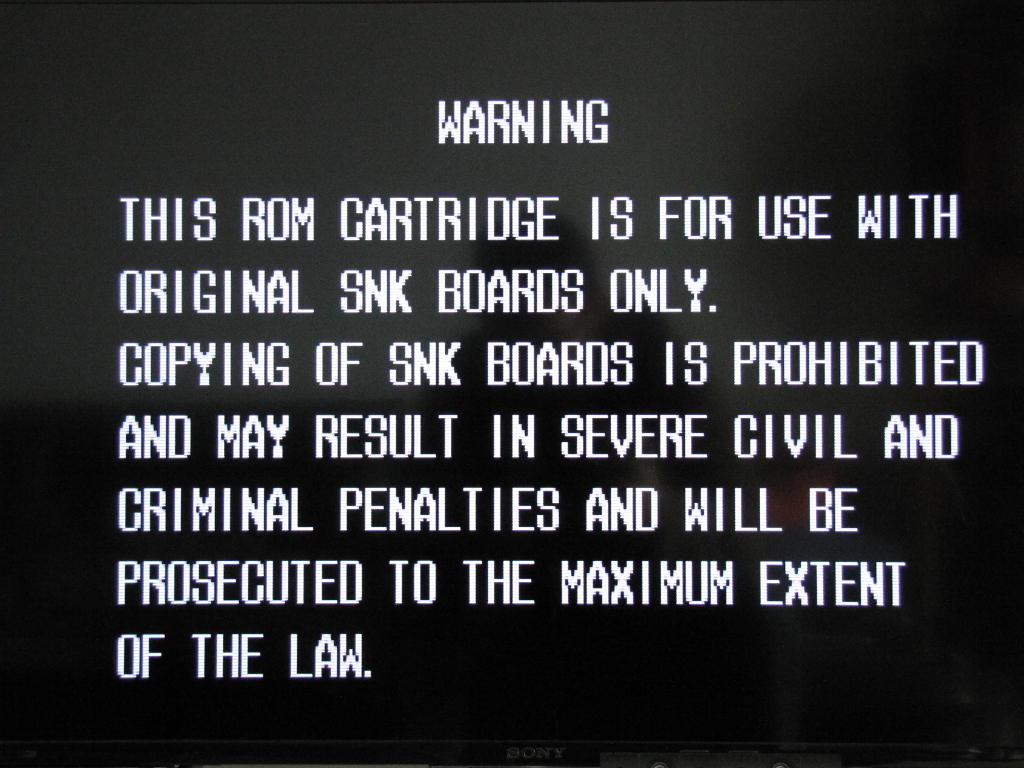 WARNING
THIS ROM CARTRIDGE IS FOR USE WITH
ORIGINAL SNK BOARDS ONLY.
COPYING OF SNK BOARDS IS PROHIBITED
AND MAY RESULT IN SEVERE CIVIL AND
CRIMINAL PENALTIES AND WILL BE
PROSECUTED TO THE MAXIMUM EXTENT
OF THE LAW.
SONY